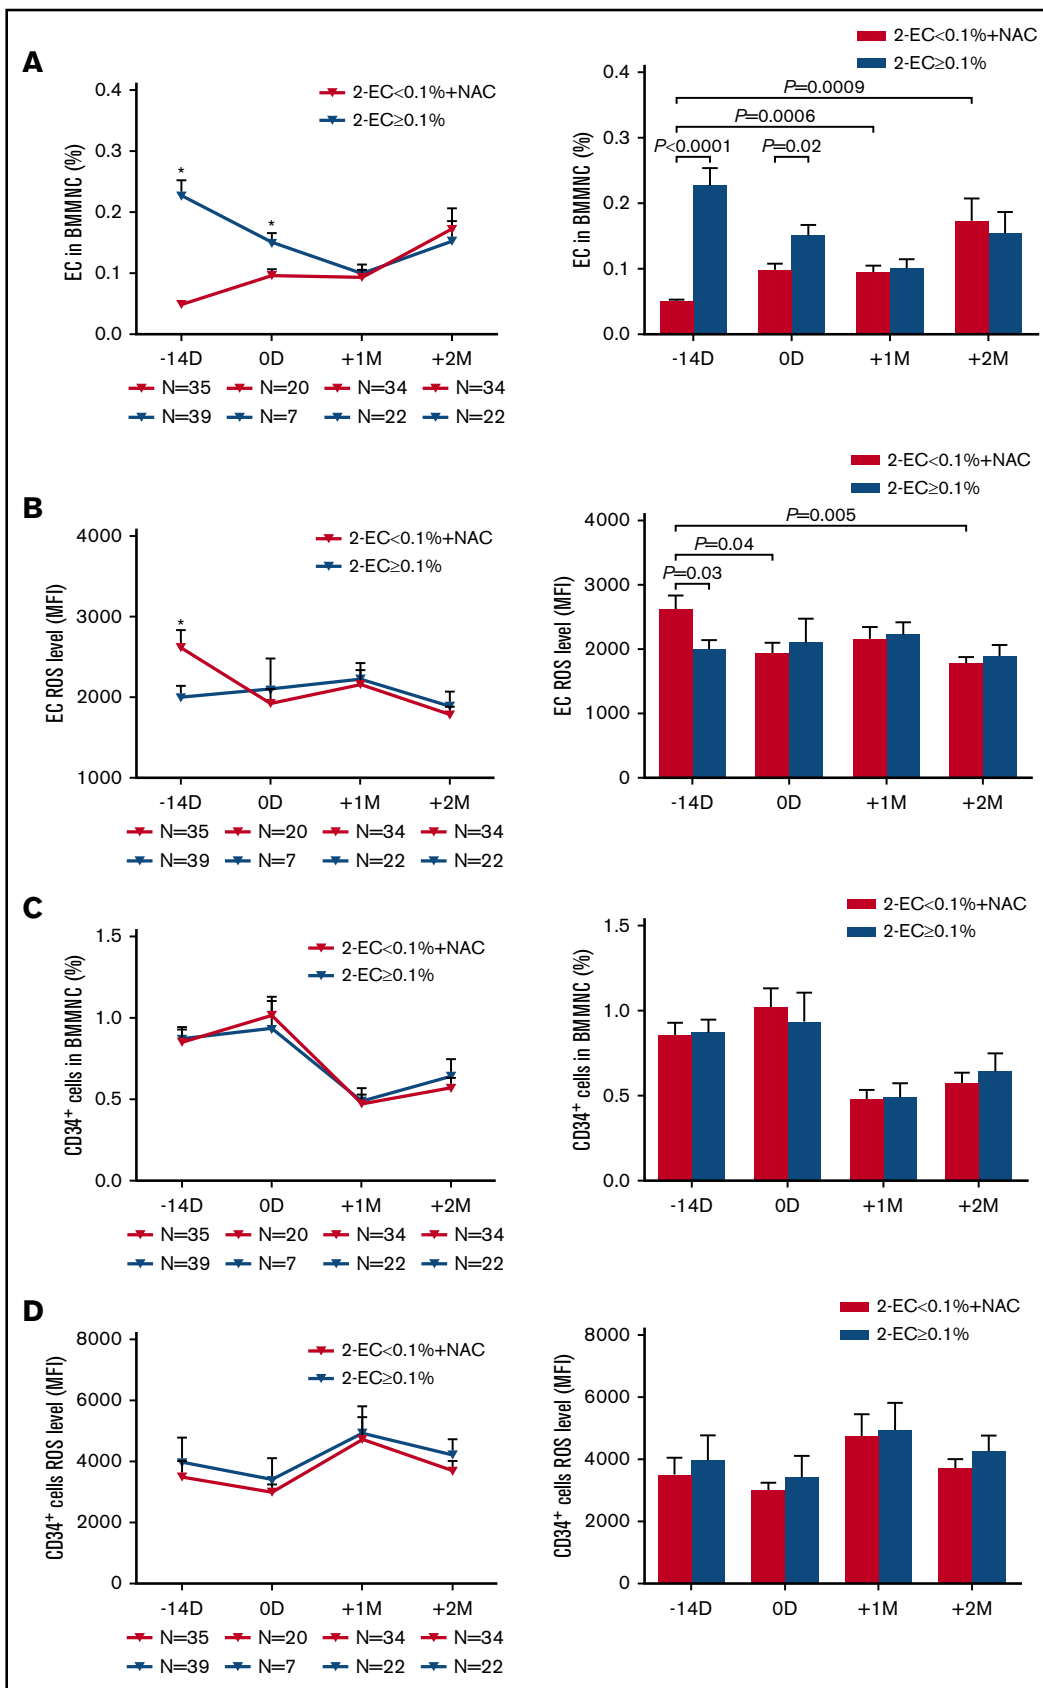 A
2-EC<0.1%+NAC
2-EC≥0.1%
EC in BMMNC (%)
0.4
0.3
0.2
0.1
0.0
*
*
-14D 0D +1M +2M
N=35 N=20 N=34 N=34
N=39 N=7 N=22 N=22
2-EC<0.1%+NAC
2-EC≥0.1%
EC in BMMNC (%)
0.4
0.3
0.2
0.1
0.0
P=0.0009
P=0.0006
P<0.0001
P=0.02
-14D 0D +1M +2M
B
2-EC<0.1%+NAC
2-EC≥0.1%
EC ROS level (MFI)
4000
3000
2000
1000
*
-14D 0D +1M +2M
N=35 N=20 N=34 N=34
N=39 N=7 N=22 N=22
2-EC<0.1%+NAC
2-EC≥0.1%
EC ROS level (MFI)
4000
3000
2000
1000
0
P=0.005
P=0.04
P=0.03
-14D 0D +1M +2M
C
2-EC<0.1%+NAC
2-EC≥0.1%
CD34+ cells in BMMNC (%)
1.5
1.0
0.5
0.0
-14D 0D +1M +2M
N=35 N=20 N=34 N=34
N=39 N=7 N=22 N=22
2-EC<0.1%+NAC
2-EC≥0.1%
CD34+ cells in BMMNC (%)
1.5
1.0
0.5
0.0
-14D 0D +1M +2M
D
2-EC<0.1%+NAC
2-EC≥0.1%
CD34+ cells ROS level (MFI)
8000
6000
4000
2000
0
-14D 0D +1M +2M
N=35 N=20 N=34 N=34
N=39 N=7 N=22 N=22
2-EC<0.1%+NAC
2-EC≥0.1%
CD34+ cells ROS level (MFI)
8000
6000
4000
2000
0
-14D 0D +1M +2M